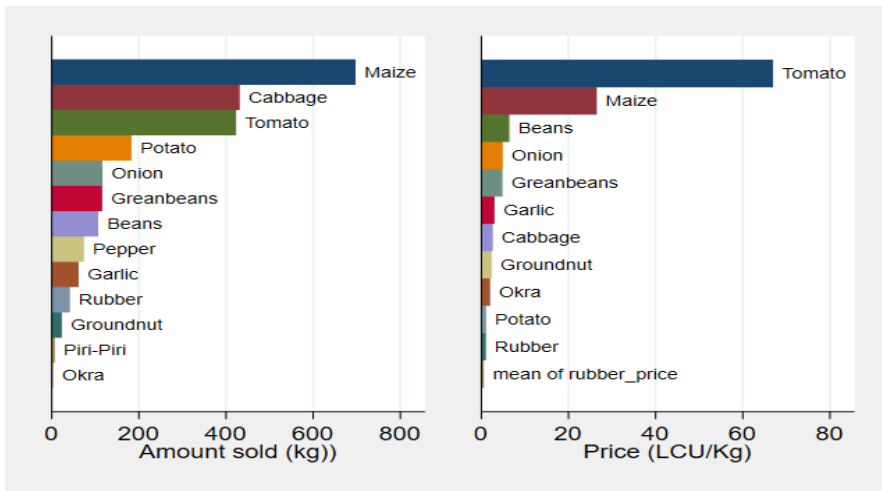 Maize
Cabbage
Tomato
Potato
Onion
Greanbeans
Beans
Pepper
Garlic
Rubber
Groundnut
Piri-Piri
Okra
0 200 400 600 800
Amount sold (kg))
Tomato
Maize
Beans
Onion
Greanbeans
Garlic
Cabbage
Groundnut
Okra
Potato
Rubber
mean of rubber_price
0 20 40 60 80
Price (LCU/Kg)